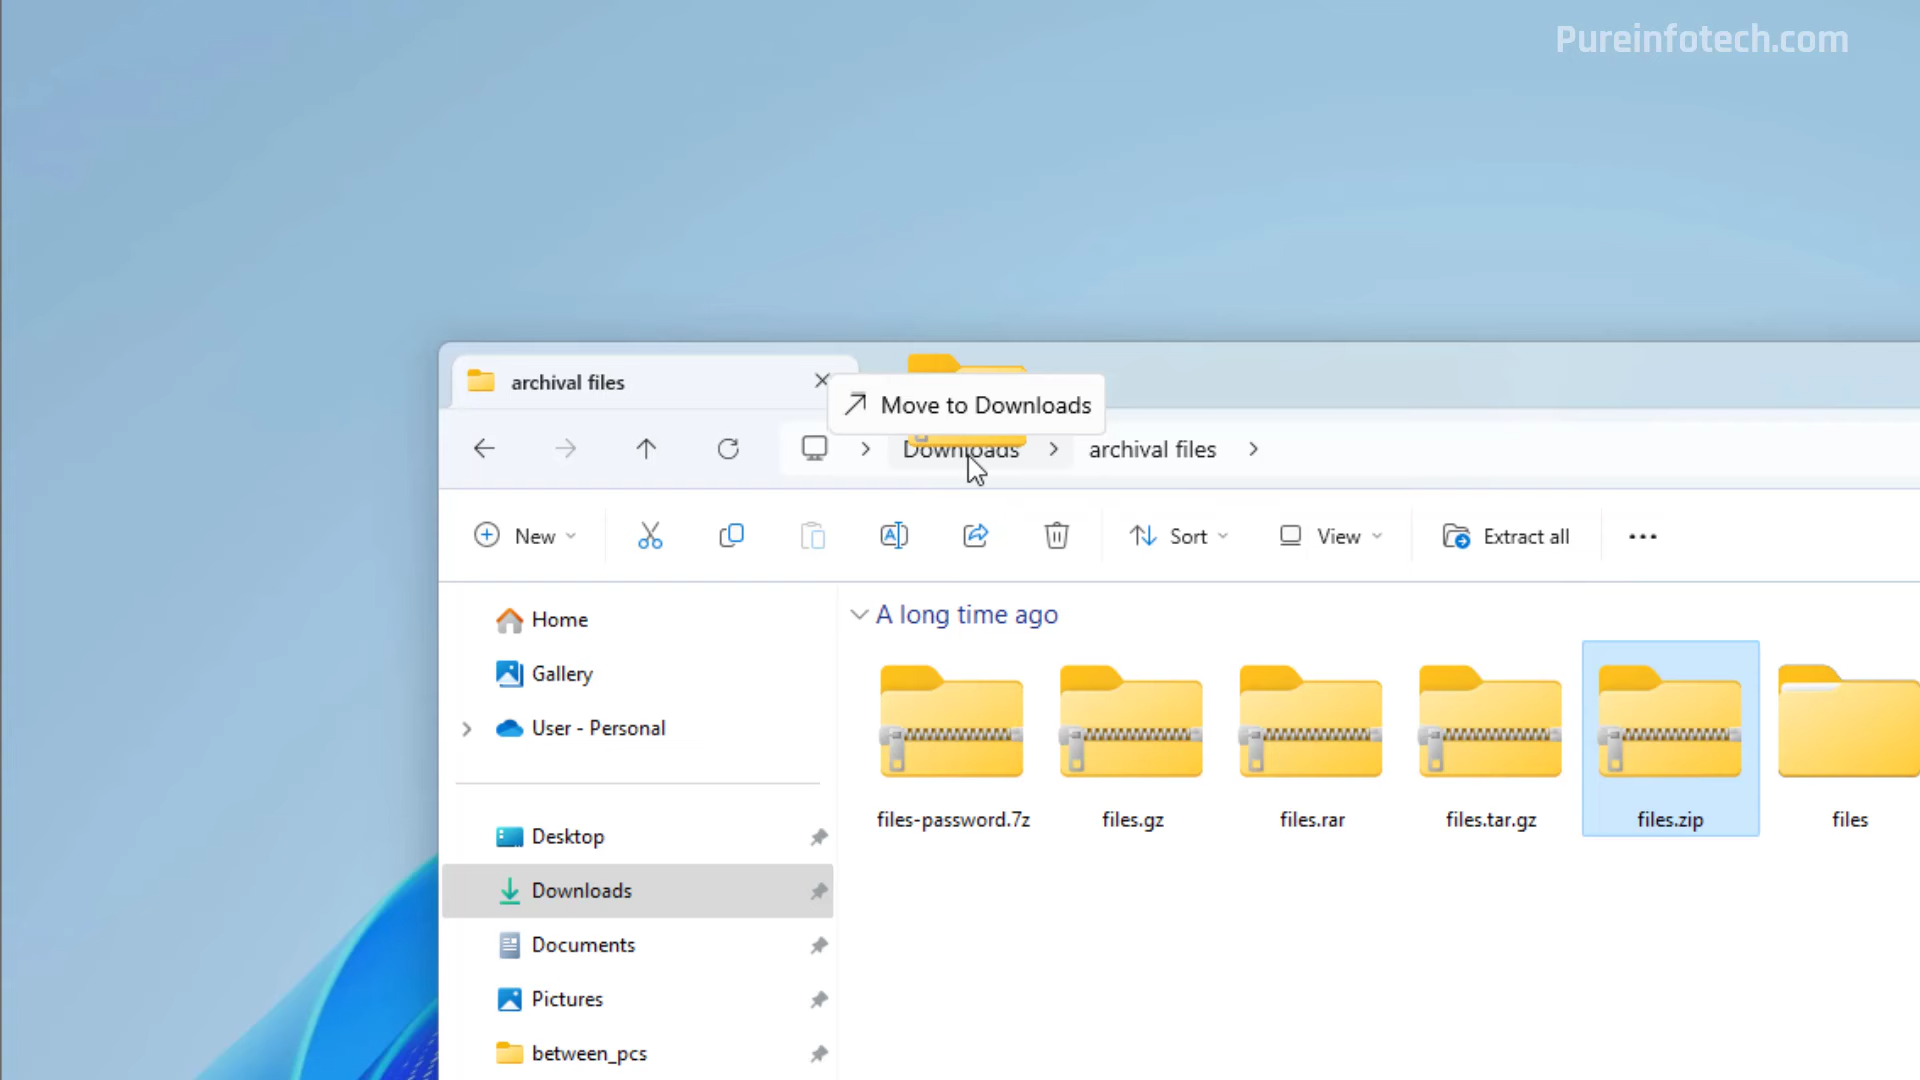 Pureinfotech.com
archival files
Move to Downloads
Downloads archival files
New Sort View Extract all
Home
Gallery
User - Personal
Desktop
Downloads
Documents
Pictures
between_pcs
A long time ago
files-password.7z files.gz files.rar files.tar.gz files.zip files